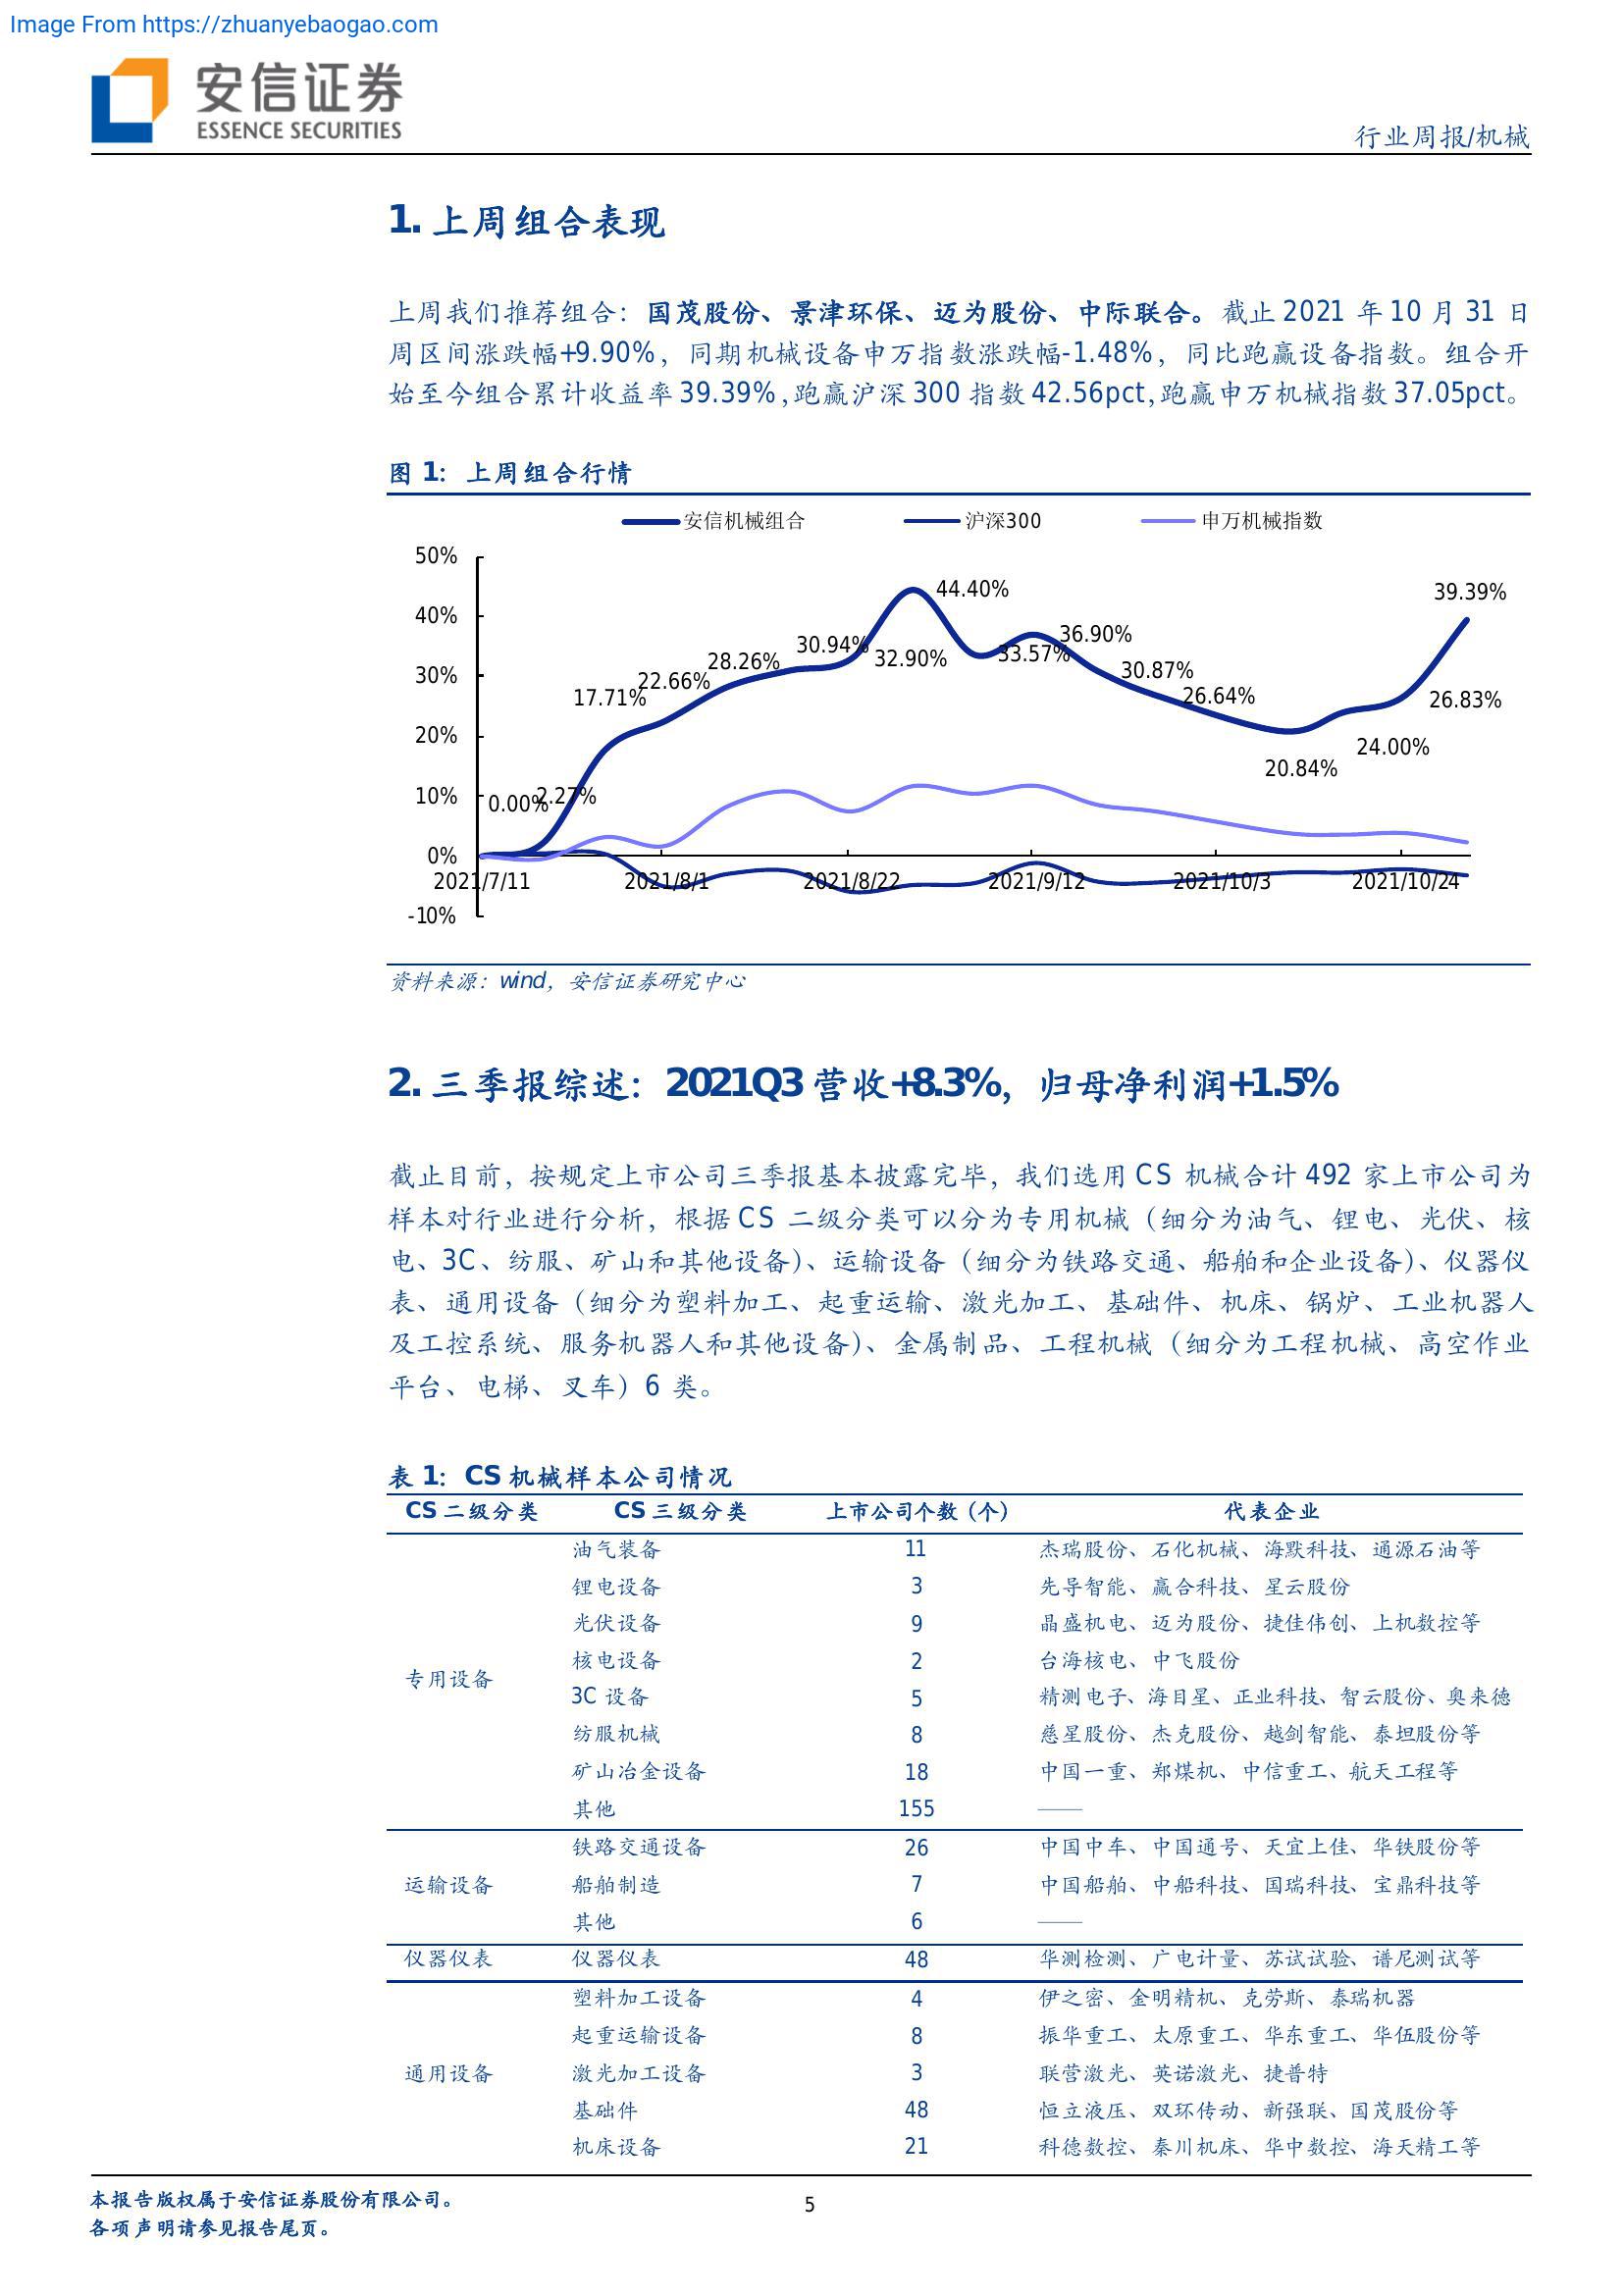 Image From https://zhuanyebaogao.com
安信证券
ESSENCE SECURITIES
行业周报/机械
1. 上周组合表现
上周我们推荐组合：国茂股份、景津环保、迈为股份、中际联合。截止 2021 年 10 月 31 日
周区间涨跌幅+9.90%，同期机械设备申万指数涨跌幅-1.48%，同比跑赢设备指数。组合开
始至今组合累计收益率 39.39%,跑赢沪深 300 指数 42.56pct,跑赢申万机械指数 37.05pct。
图 1：上周组合行情
安信机械组合 沪深300 申万机械指数
50%
40%
30%
20%
10%
0%
-10%
0.00%
2.27%
17.71%
22.66%
28.26%
30.94%
32.90%
44.40%
33.57%
36.90%
30.87%
26.64%
20.84%
24.00%
26.83%
39.39%
2021/7/11 2021/8/1 2021/8/22 2021/9/12 2021/10/3 2021/10/24
资料来源：wind，安信证券研究中心
2. 三季报综述：2021Q3 营收+8.3%，归母净利润+1.5%
截止目前，按规定上市公司三季报基本披露完毕，我们选用 CS 机械合计 492 家上市公司为
样本对行业进行分析，根据 CS 二级分类可以分为专用机械（细分为油气、锂电、光伏、核
电、3C、纺服、矿山和其他设备）、运输设备（细分为铁路交通、船舶和企业设备）、仪器仪
表、通用设备（细分为塑料加工、起重运输、激光加工、基础件、机床、锅炉、工业机器人
及工控系统、服务机器人和其他设备）、金属制品、工程机械（细分为工程机械、高空作业
平台、电梯、叉车）6 类。
表 1：CS 机械样本公司情况
CS 二级分类 CS 三级分类 上市公司个数（个） 代表企业
油气装备 11 杰瑞股份、石化机械、海默科技、通源石油等
锂电设备 3 先导智能、赢合科技、星云股份
光伏设备 9 晶盛机电、迈为股份、捷佳伟创、上机数控等
核电设备 2 台海核电、中飞股份
专用设备
3C 设备 5 精测电子、海目星、正业科技、智云股份、奥来德
纺服机械 8 慈星股份、杰克股份、越剑智能、泰坦股份等
矿山冶金设备 18 中国一重、郑煤机、中信重工、航天工程等
其他 155 ——
铁路交通设备 26 中国中车、中国通号、天宜上佳、华铁股份等
运输设备 船舶制造 7 中国船舶、中船科技、国瑞科技、宝鼎科技等
其他 6 ——
仪器仪表 仪器仪表 48 华测检测、广电计量、苏试试验、谱尼测试等
塑料加工设备 4 伊之密、金明精机、克劳斯、泰瑞机器
起重运输设备 8 振华重工、太原重工、华东重工、华伍股份等
通用设备 激光加工设备 3 联营激光、英诺激光、捷普特
基础件 48 恒立液压、双环传动、新强联、国茂股份等
机床设备 21 科德数控、秦川机床、华中数控、海天精工等
本报告版权属于安信证券股份有限公司。
各项声明请参见报告尾页。
5